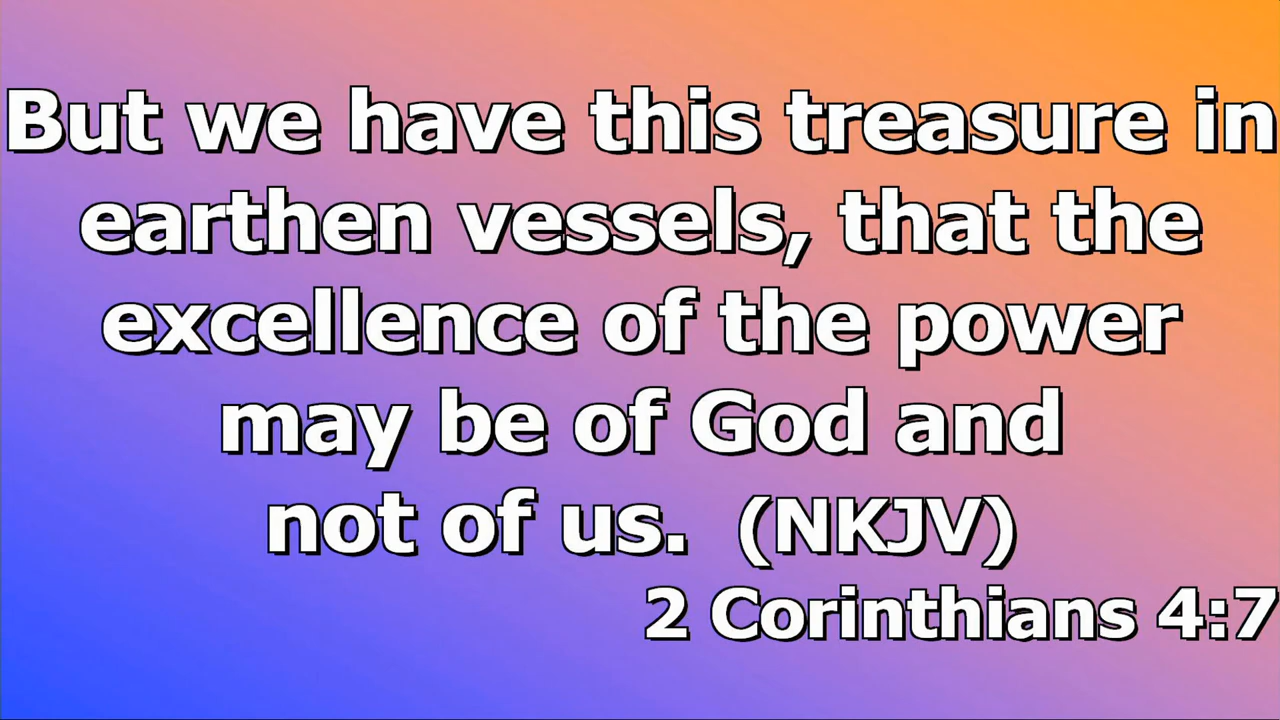 But we have this treasure in
earthen vessels, that the
excellence of the power
may be of God and
not of us. (NKJV)
2 Corinthians 4:7